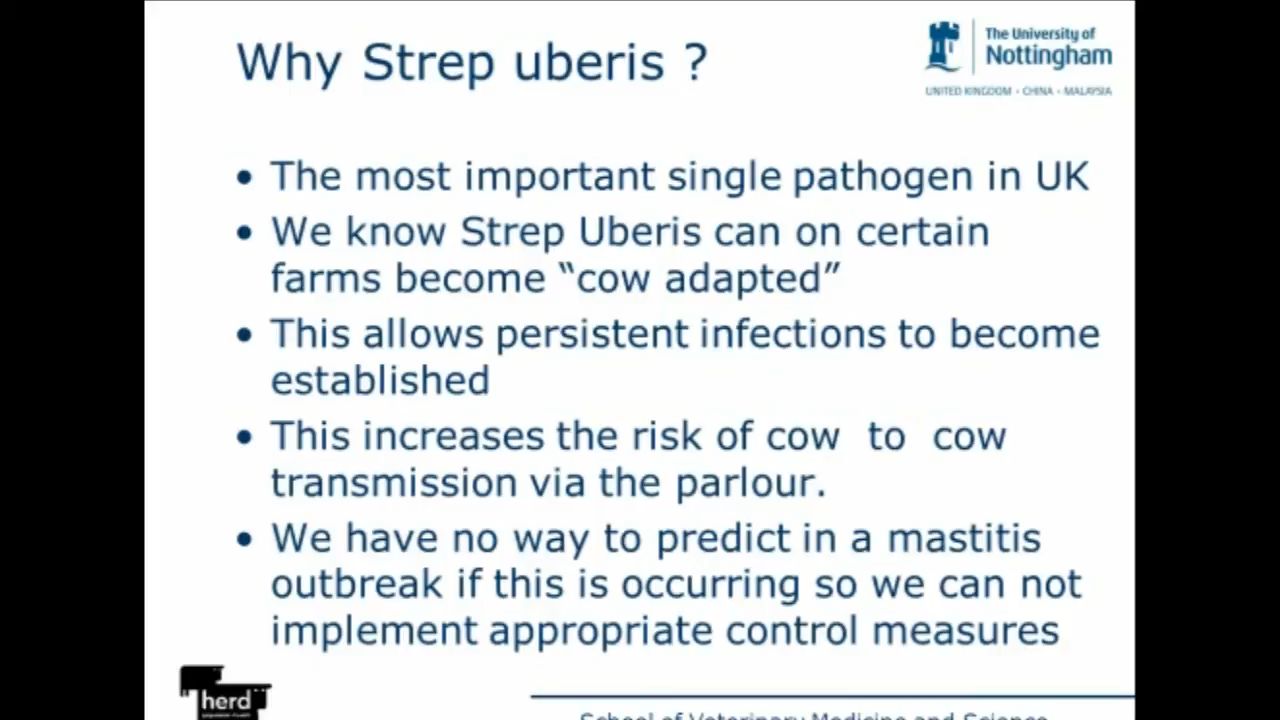 Why Strep uberis ?
The University of
Nottingham
UNITED KINGDOM · CHINA · MALAYSIA
• The most important single pathogen in UK
• We know Strep Uberis can on certain
farms become “cow adapted”
• This allows persistent infections to become
established
• This increases the risk of cow to cow
transmission via the parlour.
• We have no way to predict in a mastitis
outbreak if this is occurring so we can not
implement appropriate control measures
herd
School of Veterinary Medicine and Science